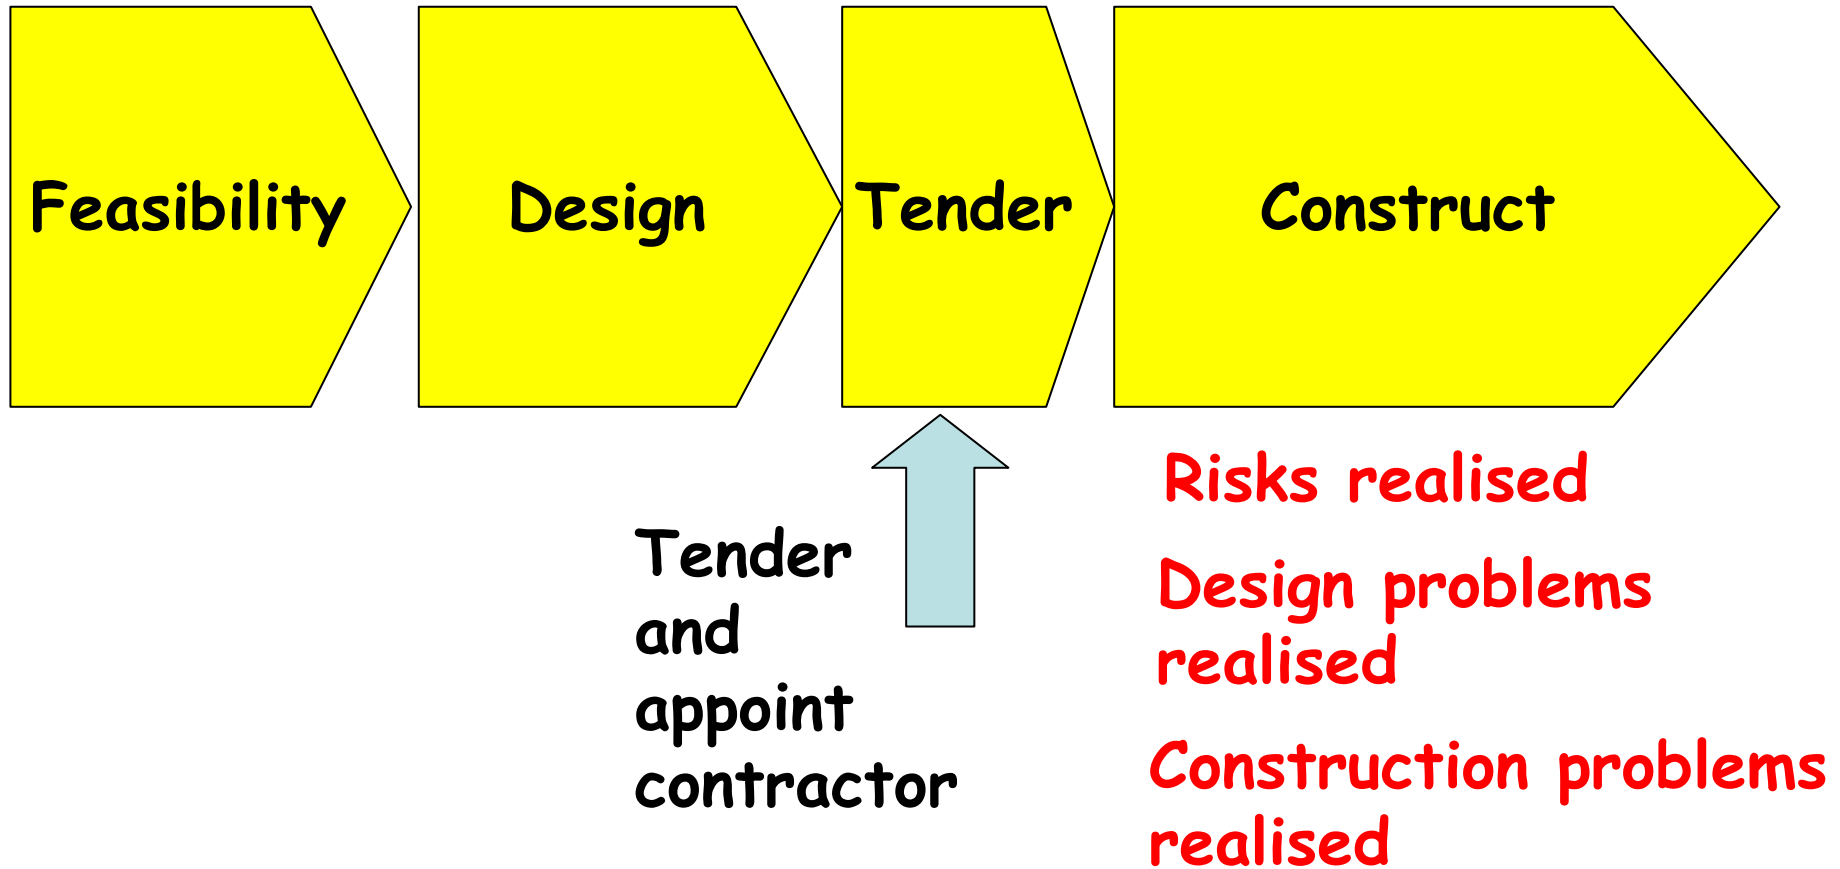 Feasibility
Design
Tender
Construct
Tender
and
appoint
contractor
Risks realised
Design problems
realised
Construction problems
realised